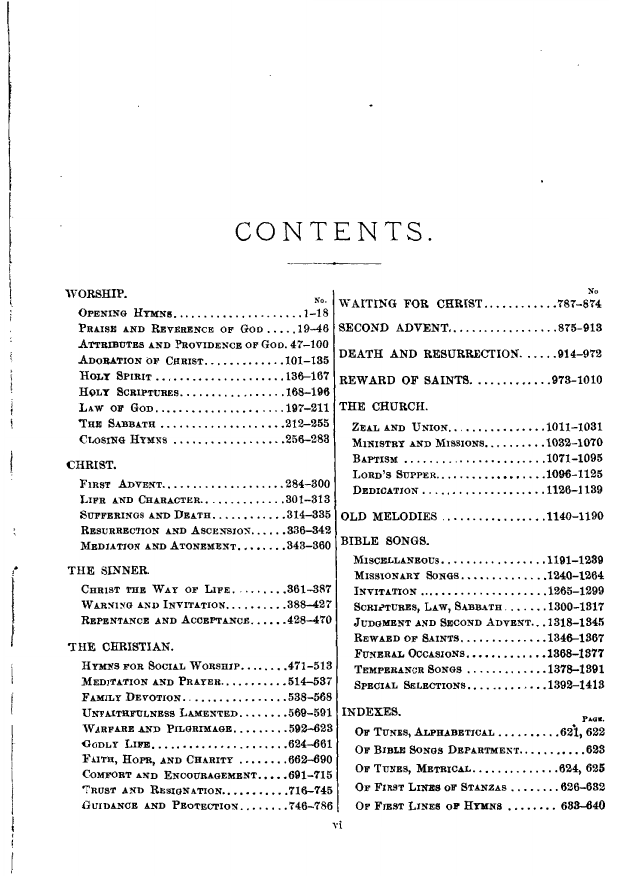 CONTENTS.
WORSHIP.
No.
OPENING HYMNS.....................1-18
PRAISE AND REVERENCE OF GOD.....19-46
ATTRIBUTES AND PROVIDENCE OF GOD. 47-100
ADORATION OF CHRIST.............101-135
HOLY SPIRIT.....................136-167
HOLY SCRIPTURES.................168-196
LAW OF GOD......................197-211
THE SABBATH....................212-255
CLOSING HYMNS..................256-283
CHRIST.
FIRST ADVENT....................284-300
LIFE AND CHARACTER..............301-313
SUFFERINGS AND DEATH............314-335
RESURRECTION AND ASCENSION......336-342
MEDIATION AND ATONEMENT........343-360
THE SINNER.
CHRIST THE WAY OF LIFE.........361-387
WARNING AND INVITATION..........388-427
REPENTANCE AND ACCEPTANCE......428-470
THE CHRISTIAN.
HYMNS FOR SOCIAL WORSHIP........471-513
MEDITATION AND PRAYER...........514-537
FAMILY DEVOTION.................538-568
UNFAITHFULNESS LAMENTED........569-591
WARFARE AND PILGRIMAGE.........592-623
GODLY LIFE......................624-661
FAITH, HOPE, AND CHARITY........662-690
COMFORT AND ENCOURAGEMENT.....691-715
TRUST AND RESIGNATION...........716-745
GUIDANCE AND PROTECTION........746-786
No
WAITING FOR CHRIST............787-874
SECOND ADVENT..................875-913
DEATH AND RESURRECTION......914-972
REWARD OF SAINTS. ...........973-1010
THE CHURCH.
ZEAL AND UNION................1011-1031
MINISTRY AND MISSIONS..........1032-1070
BAPTISM.......................1071-1095
LORD'S SUPPER..................1096-1125
DEDICATION....................1126-1139
OLD MELODIES.................1140-1190
BIBLE SONGS.
MISCELLANEOUS.................1191-1239
MISSIONARY SONGS..............1240-1264
INVITATION....................1265-1299
SCRIPTURES, LAW, SABBATH.......1300-1317
JUDGMENT AND SECOND ADVENT...1318-1345
REWARD OF SAINTS..............1346-1367
FUNERAL OCCASIONS.............1368-1377
TEMPERANCE SONGS.............1378-1391
SPECIAL SELECTIONS.............1392-1413
INDEXES.
PAGE.
OF TUNES, ALPHABETICAL..........621, 622
OF BIBLE SONGS DEPARTMENT...........623
OF TUNES, METRICAL..............624, 625
OF FIRST LINES OF STANZAS........626-632
OF FIRST LINES OF HYMNS ........ 633-640
vi